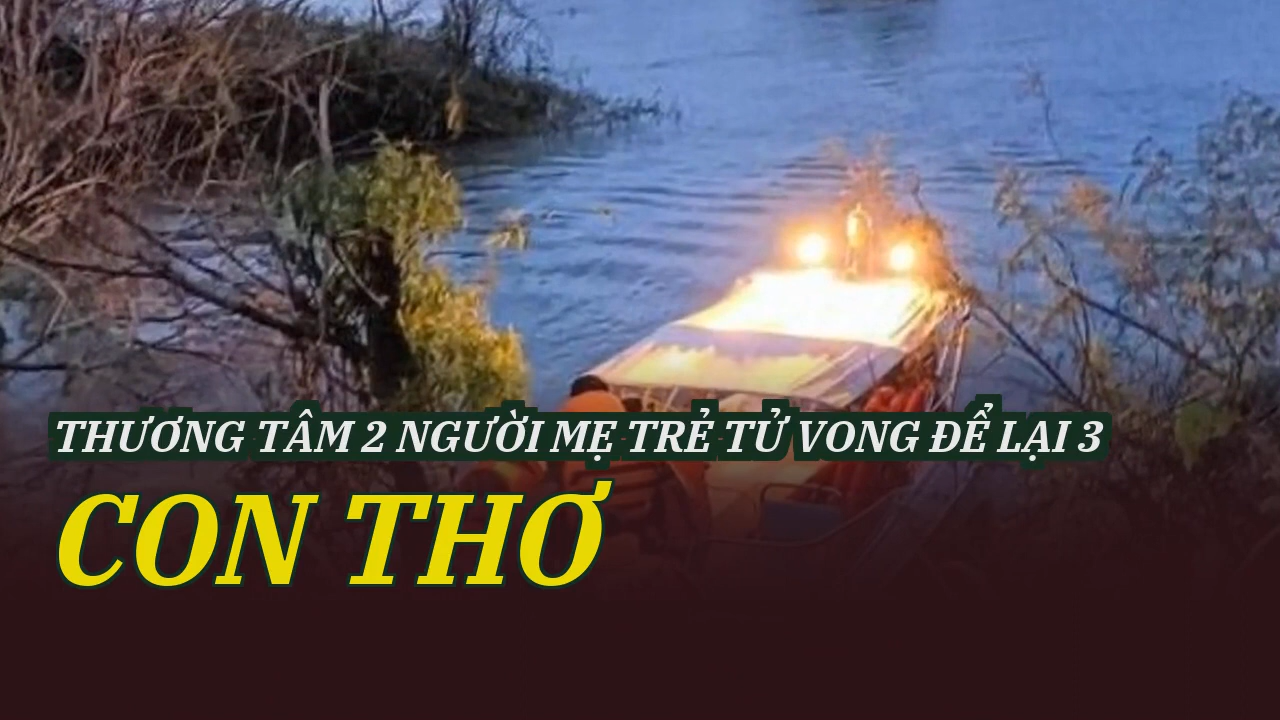 THƯƠNG TÂM 2 NGƯỜI MẸ TRẺ TỬ VONG ĐỂ LẠI 3
CON THƠ